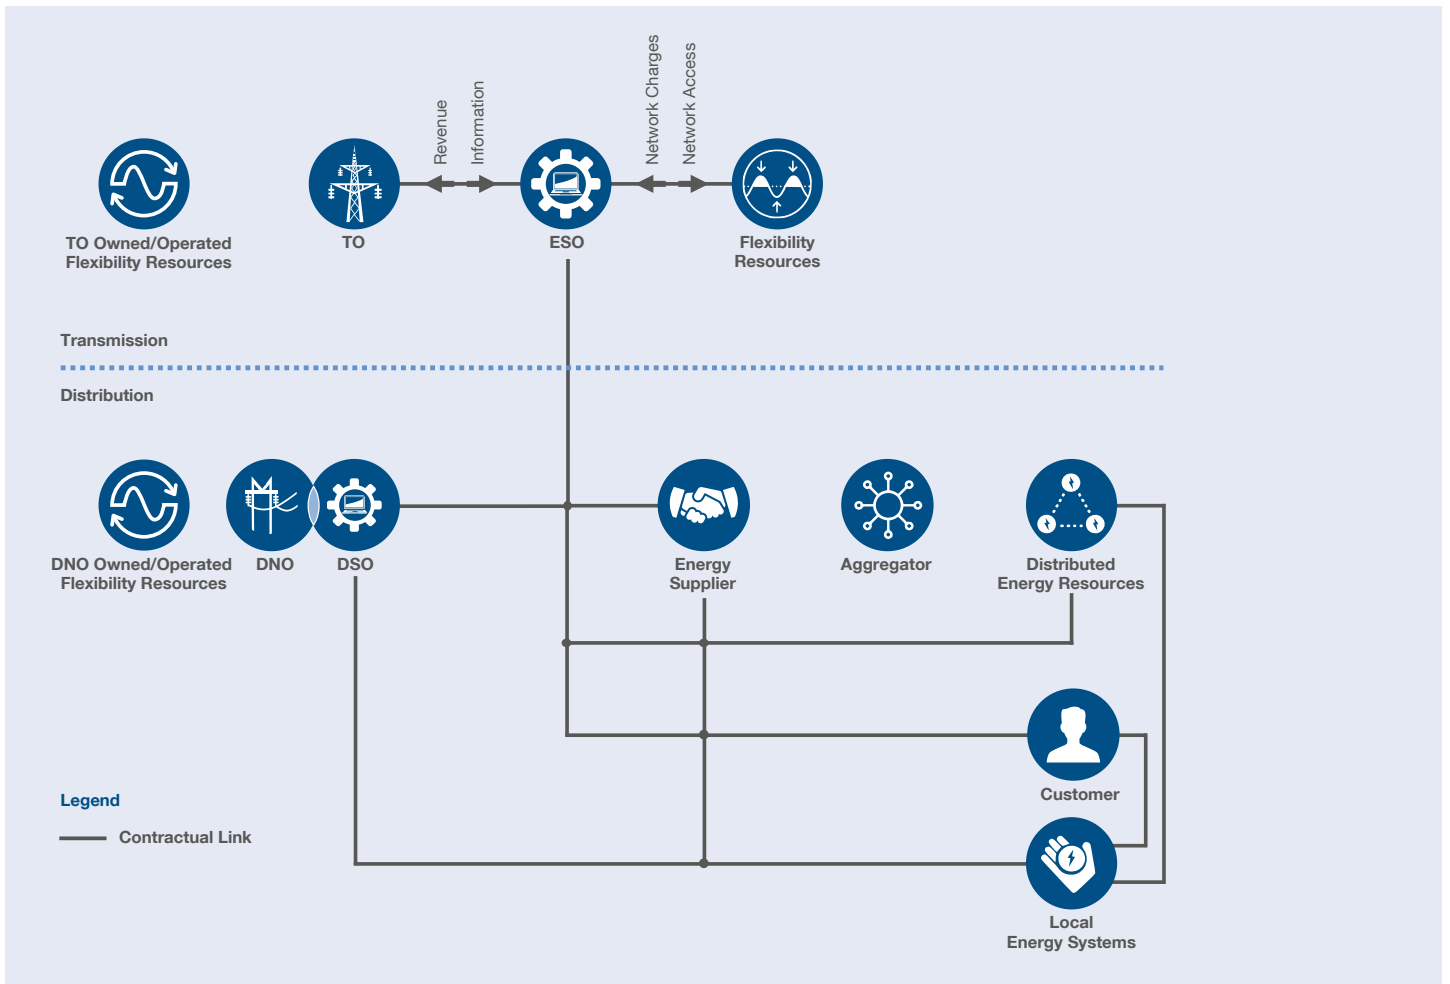 Revenue
Information
Network Charges
Network Access
TO Owned/Operated
Flexibility Resources
TO
ESO
Flexibility
Resources
Transmission
Distribution
DNO Owned/Operated
Flexibility Resources
DNO
DSO
Energy
Supplier
Aggregator
Distributed
Energy Resources
Customer
Legend
Contractual Link
Local
Energy Systems